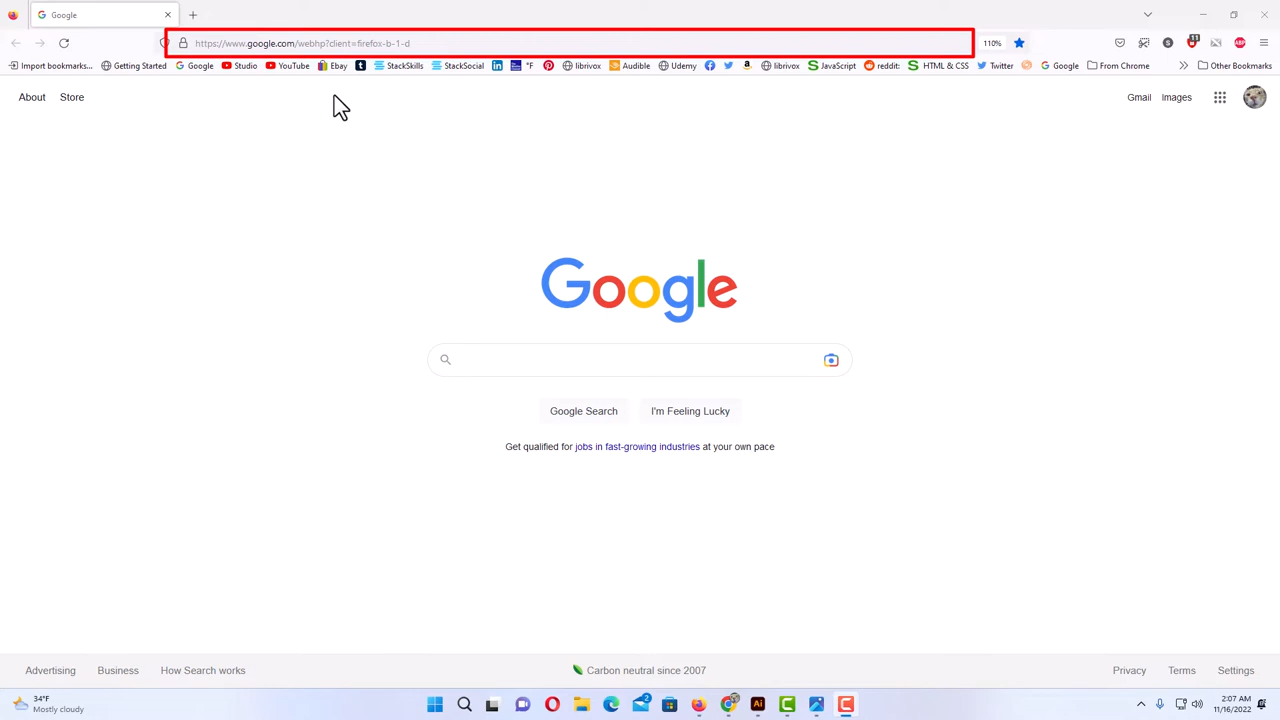 Google
https://www.google.com/webhp?client=firefox-b-1-d
110%
11
ABP
Import bookmarks... Getting Started Google Studio YouTube Ebay StackSkills StackSocial °F librivox Audible Udemy librivox JavaScript reddit: HTML & CSS Twitter Google From Chrome Other Bookmarks
About Store Gmail Images
Google
Google Search I'm Feeling Lucky
Get qualified for jobs in fast-growing industries at your own pace
Advertising Business How Search works Carbon neutral since 2007 Privacy Terms Settings
34°F
Mostly cloudy
2
Ai
2:07 AM
11/16/2022